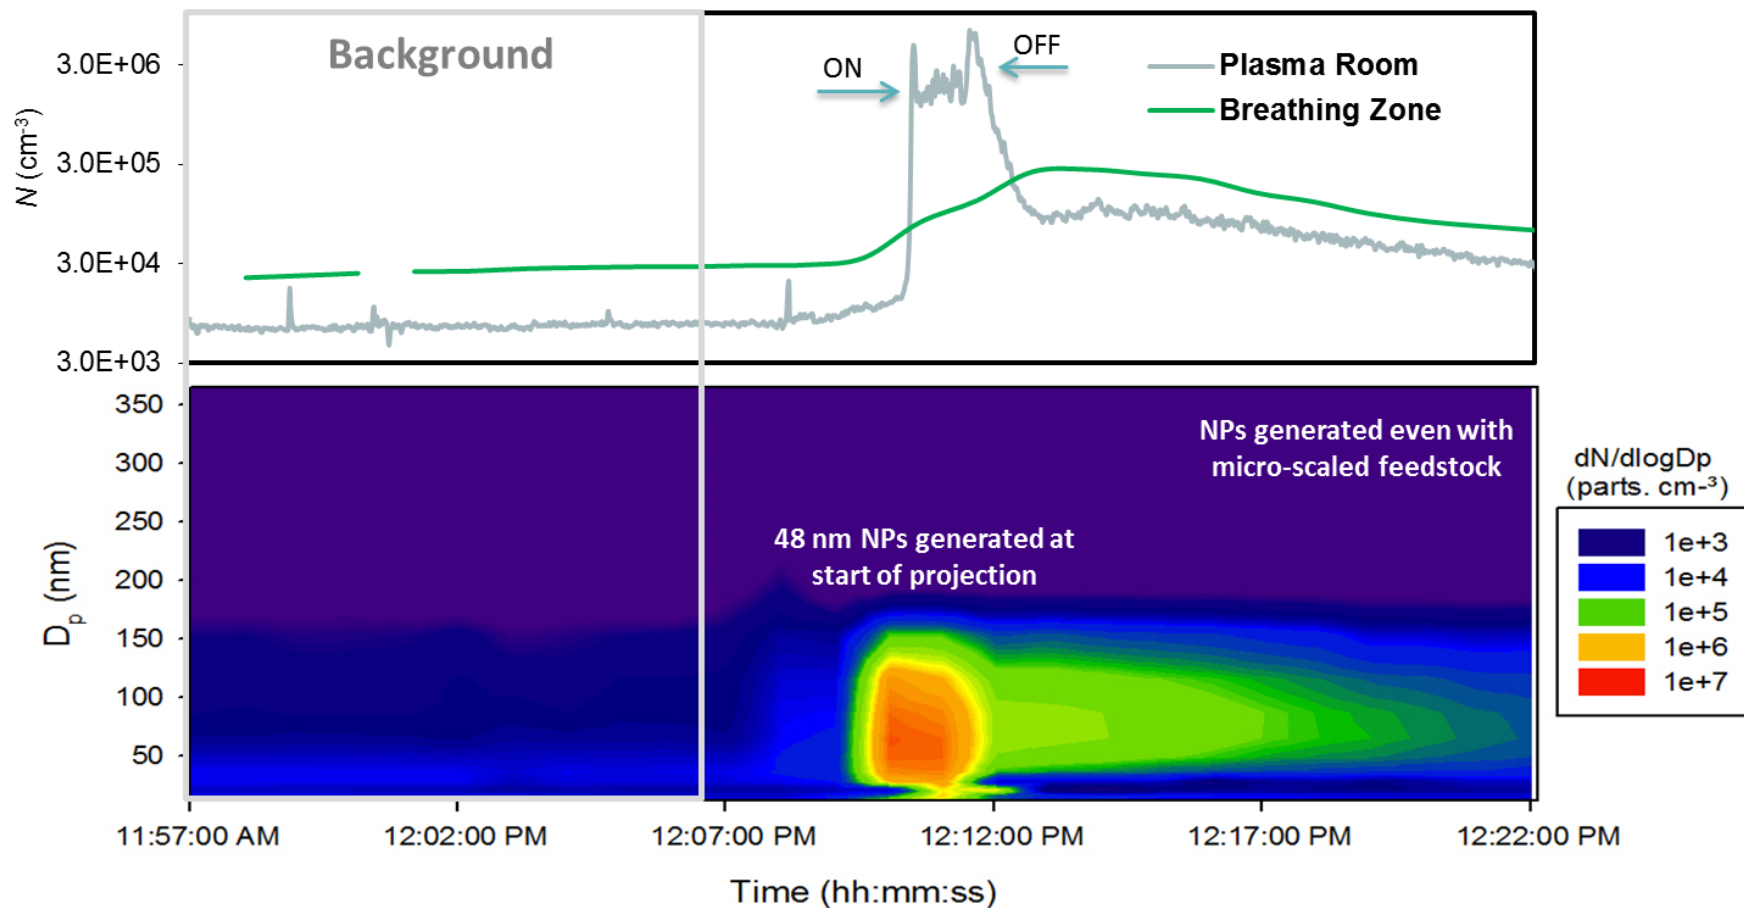 Background
ON
OFF
Plasma Room
Breathing Zone
N (cm⁻³)
3.0E+06
3.0E+05
3.0E+04
3.0E+03
NPs generated even with
micro-scaled feedstock
48 nm NPs generated at
start of projection
Dₚ (nm)
350
300
250
200
150
100
50
dN/dlogDp
(parts. cm-³)
1e+3
1e+4
1e+5
1e+6
1e+7
11:57:00 AM
12:02:00 PM
12:07:00 PM
12:12:00 PM
12:17:00 PM
12:22:00 PM
Time (hh:mm:ss)